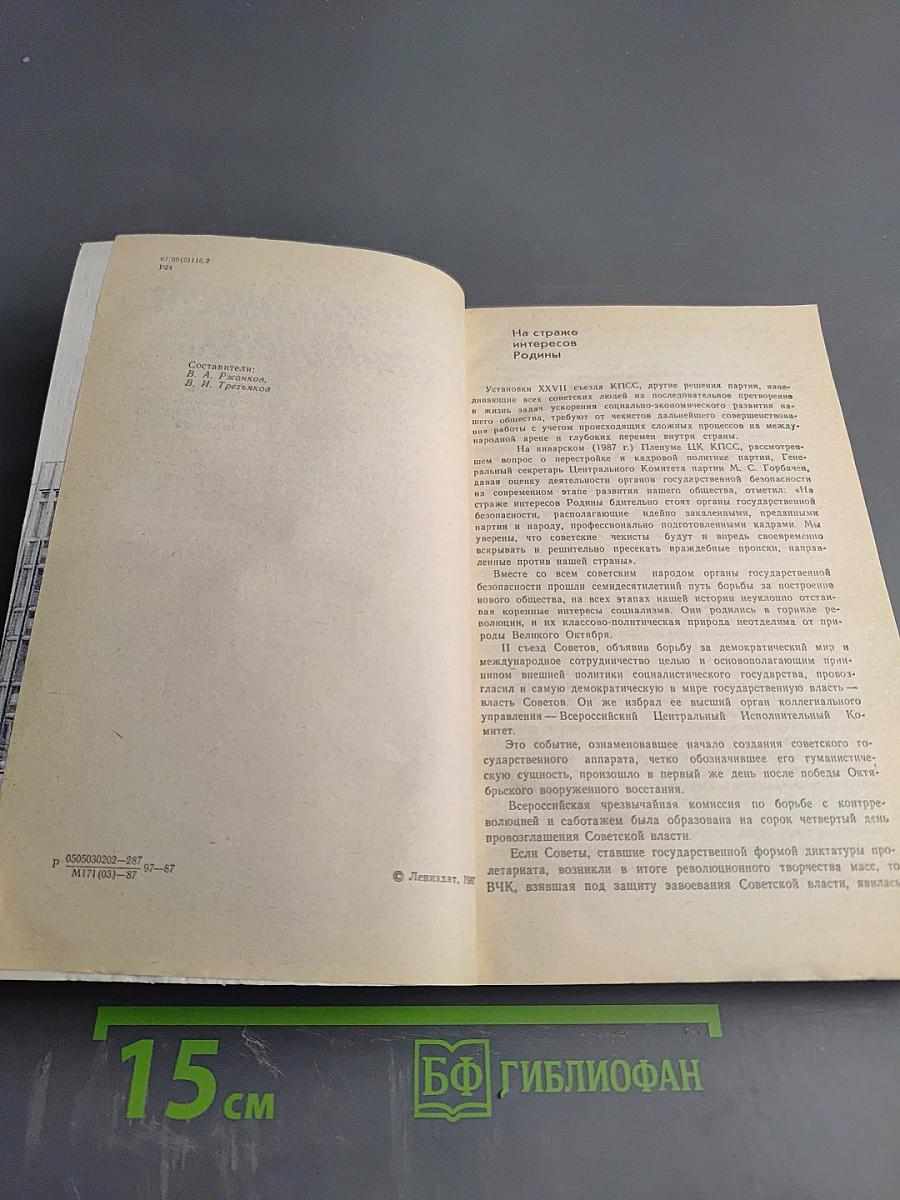 67.99(2)116.2
Р24
Составители:
В. А. Ржанков,
В. И. Третьяков
Р 0505030202—287 97—87
М171(03)—87
© Лениздат, 1987
На страже
интересов
Родины
Установки XXVII съезда КПСС, другие решения партии, наце-
ливающие всех советских людей на последовательное претворение
в жизнь задач ускорения социально-экономического развития на-
шего общества, требуют от чекистов дальнейшего совершенствова-
ния работы с учетом происходящих сложных процессов на между-
народной арене и глубоких перемен внутри страны.
На январском (1987 г.) Пленуме ЦК КПСС, рассмотрев-
шем вопрос о перестройке и кадровой политике партии, Гене-
ральный секретарь Центрального Комитета партии М. С. Горбачев,
давая оценку деятельности органов государственной безопасности
на современном этапе развития нашего общества, отметил: «На
страже интересов Родины бдительно стоят органы государственной
безопасности, располагающие идейно закаленными, преданными
партии и народу, профессионально подготовленными кадрами. Мы
уверены, что советские чекисты будут и впредь своевременно
вскрывать и решительно пресекать враждебные происки, направ-
ленные против нашей страны».
Вместе со всем советским народом органы государственной
безопасности прошли семидесятилетний путь борьбы за построение
нового общества, на всех этапах нашей истории неуклонно отстаи-
вая коренные интересы социализма. Они родились в горниле ре-
волюции, и их классово-политическая природа неотделима от при-
роды Великого Октября.
II съезд Советов, объявив борьбу за демократический мир и
международное сотрудничество целью и основополагающим прин-
ципом внешней политики социалистического государства, провоз-
гласил и самую демократическую в мире государственную власть —
власть Советов. Он же избрал ее высший орган коллегиального
управления — Всероссийский Центральный Исполнительный Ко-
митет.
Это событие, ознаменовавшее начало создания советского го-
сударственного аппарата, четко обозначившее его гуманистиче-
скую сущность, произошло в первый же день после победы Октя-
брьского вооруженного восстания.
Всероссийская чрезвычайная комиссия по борьбе с контрре-
волюцией и саботажем была образована на сорок четвертый день
провозглашения Советской власти.
Если Советы, ставшие государственной формой диктатуры про-
летариата, возникли в итоге революционного творчества масс, то
ВЧК, взявшая под защиту завоевания Советской власти, явилась
15 см
БФ БИБЛИОФАН